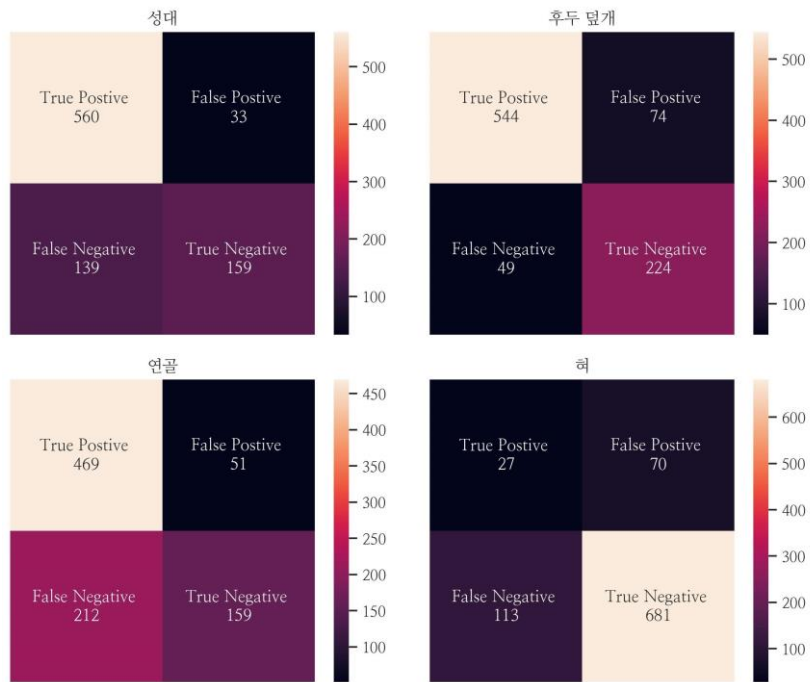 성대
True Postive
560
False Postive
33
False Negative
139
True Negative
159
500
400
300
200
100
후두 덮개
True Postive
544
False Postive
74
False Negative
49
True Negative
224
500
400
300
200
100
연골
True Postive
469
False Postive
51
False Negative
212
True Negative
159
450
400
350
300
250
200
150
100
혀
True Postive
27
False Postive
70
False Negative
113
True Negative
681
600
500
400
300
200
100